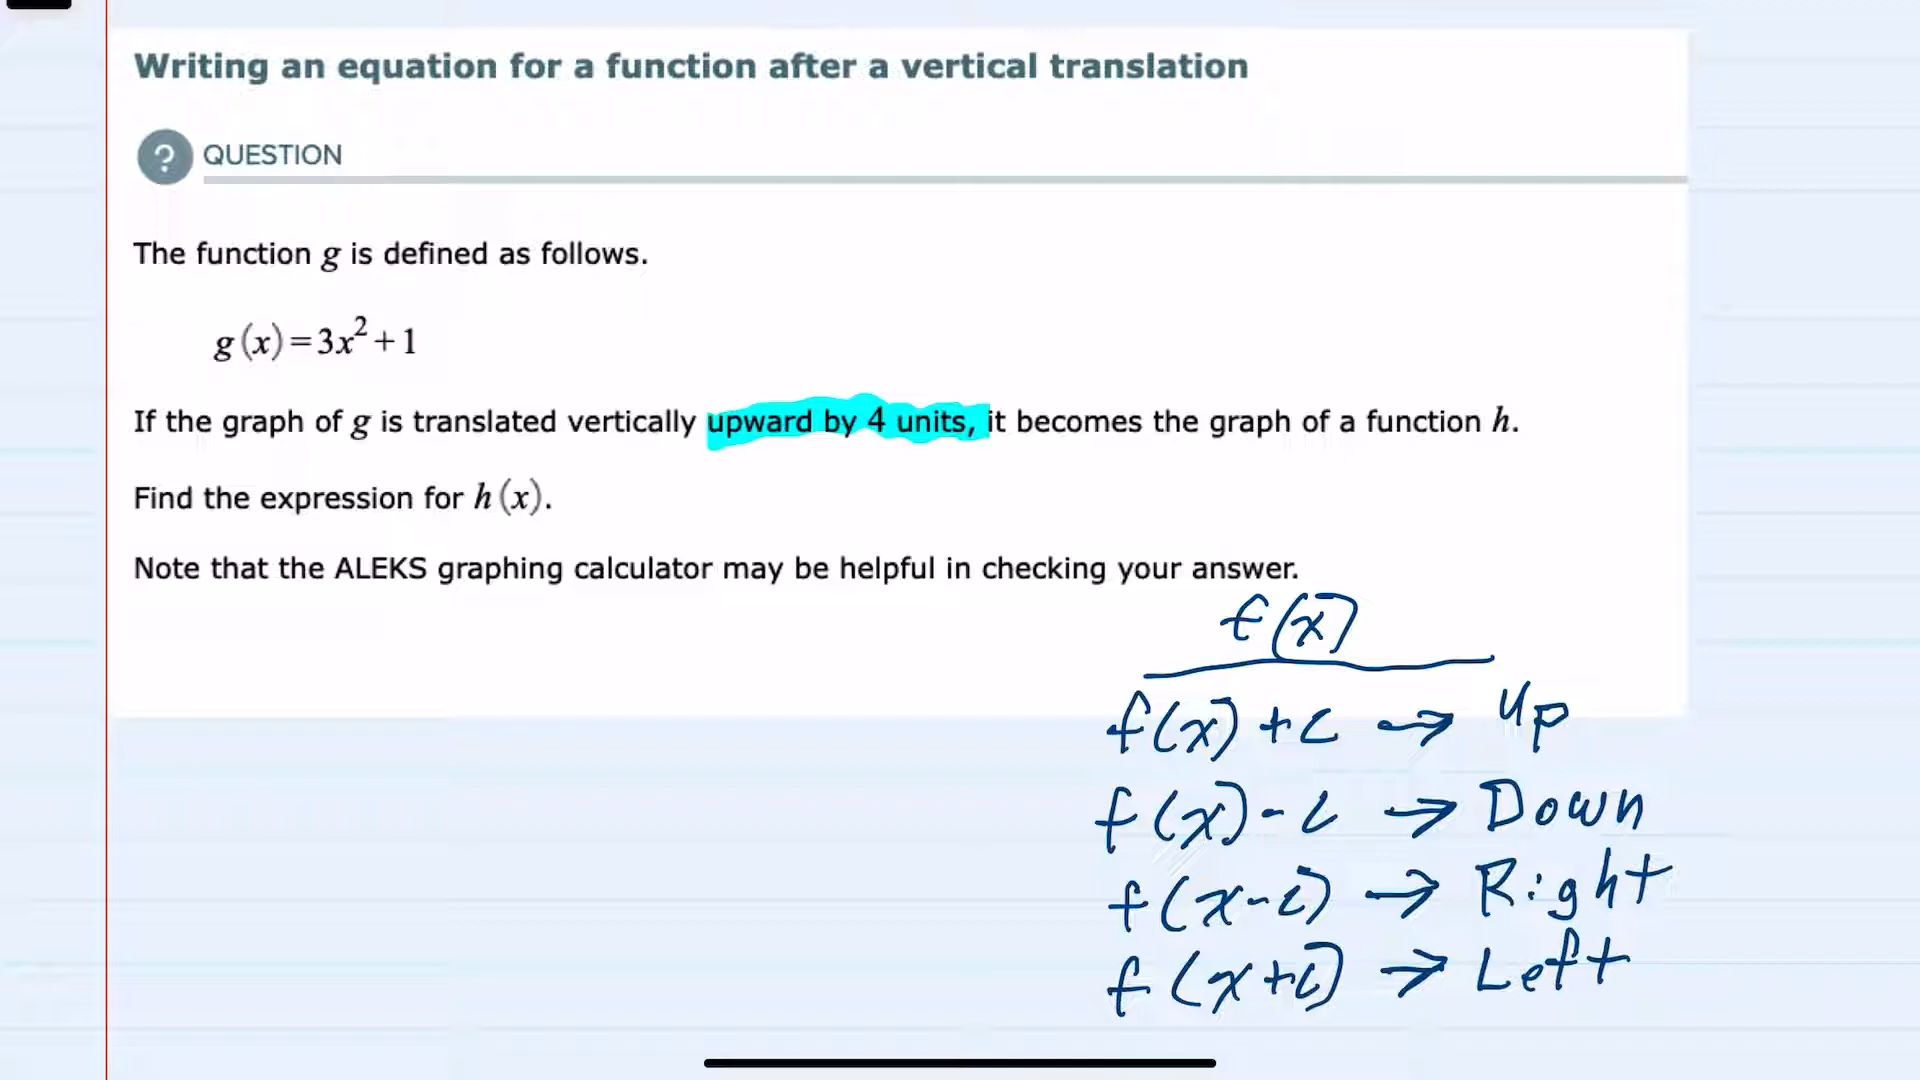 Writing an equation for a function after a vertical translation
? QUESTION
The function g is defined as follows.
g(x)=3x²+1
If the graph of g is translated vertically upward by 4 units, it becomes the graph of a function h.
Find the expression for h(x).
Note that the ALEKS graphing calculator may be helpful in checking your answer.
f(x)
f(x)+c → Up
f(x)-c → Down
f(x-c) → Right
f(x+c) → Left